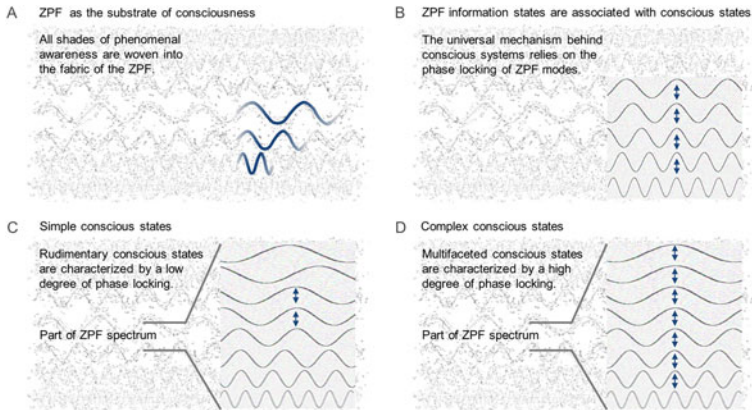 A ZPF as the substrate of consciousness
All shades of phenomenal
awareness are woven into
the fabric of the ZPF.
B ZPF information states are associated with conscious states
The universal mechanism behind
conscious systems relies on the
phase locking of ZPF modes.
C Simple conscious states
Rudimentary conscious states
are characterized by a low
degree of phase locking.
Part of ZPF spectrum
D Complex conscious states
Multifaceted conscious states
are characterized by a high
degree of phase locking.
Part of ZPF spectrum